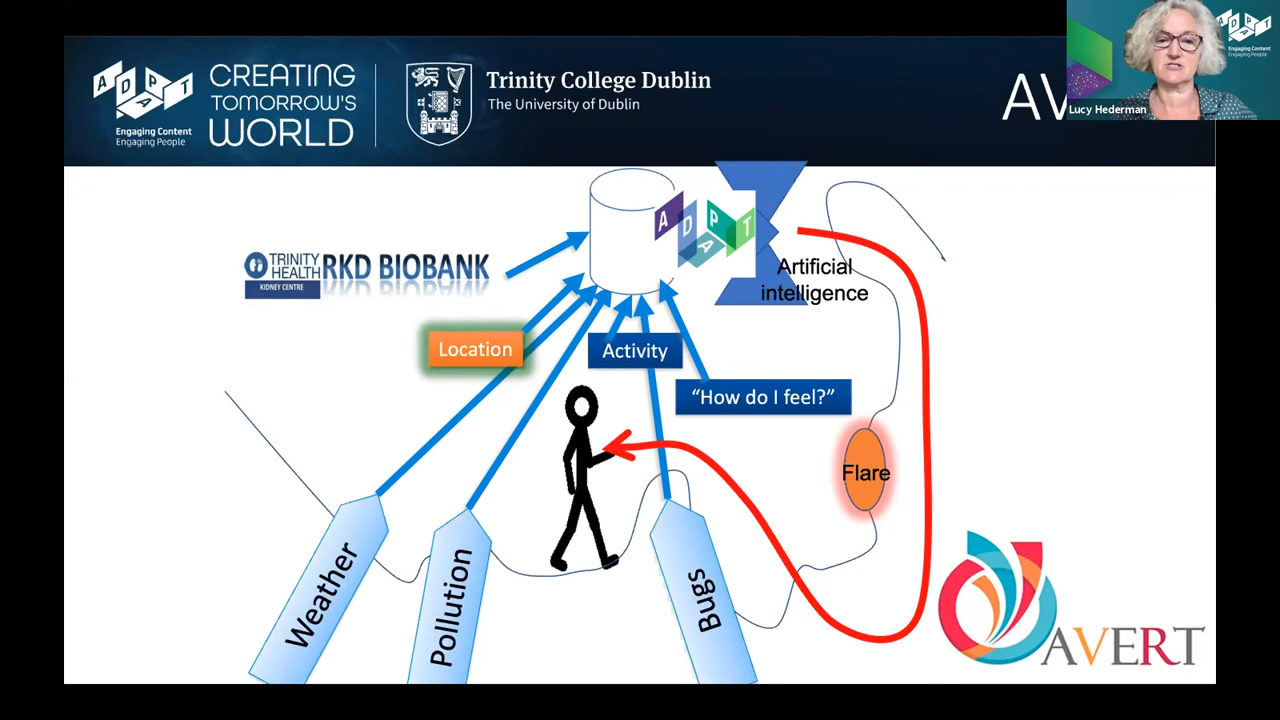 ADAPT
Engaging Content
Engaging People
CREATING
TOMORROW'S
WORLD
Trinity College Dublin
The University of Dublin
AV
ADAPT
Engaging Content
Engaging People
Lucy Hederman
TRINITY
HEALTH
KIDNEY CENTRE
RKD BIOBANK
ADAPT
Artificial
intelligence
Location
Activity
“How do I feel?”
Flare
Weather
Pollution
Bugs
AVERT